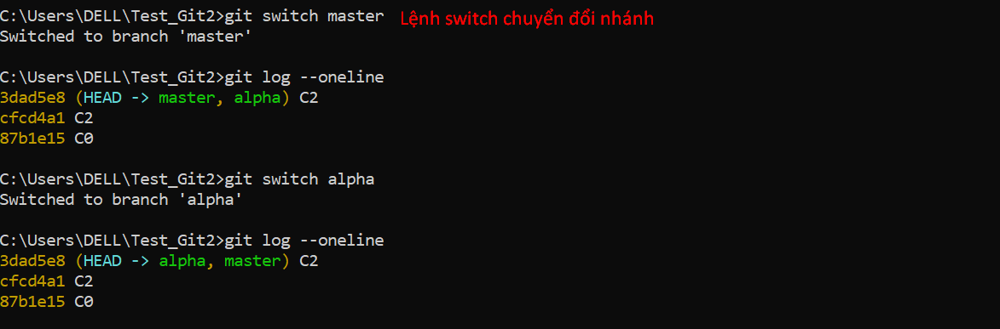 C:\Users\DELL\Test_Git2>git switch master Lệnh switch chuyển đổi nhánh
Switched to branch 'master'
C:\Users\DELL\Test_Git2>git log --oneline
3dad5e8 (HEAD -> master, alpha) C2
cfcd4a1 C2
87b1e15 C0
C:\Users\DELL\Test_Git2>git switch alpha
Switched to branch 'alpha'
C:\Users\DELL\Test_Git2>git log --oneline
3dad5e8 (HEAD -> alpha, master) C2
cfcd4a1 C2
87b1e15 C0